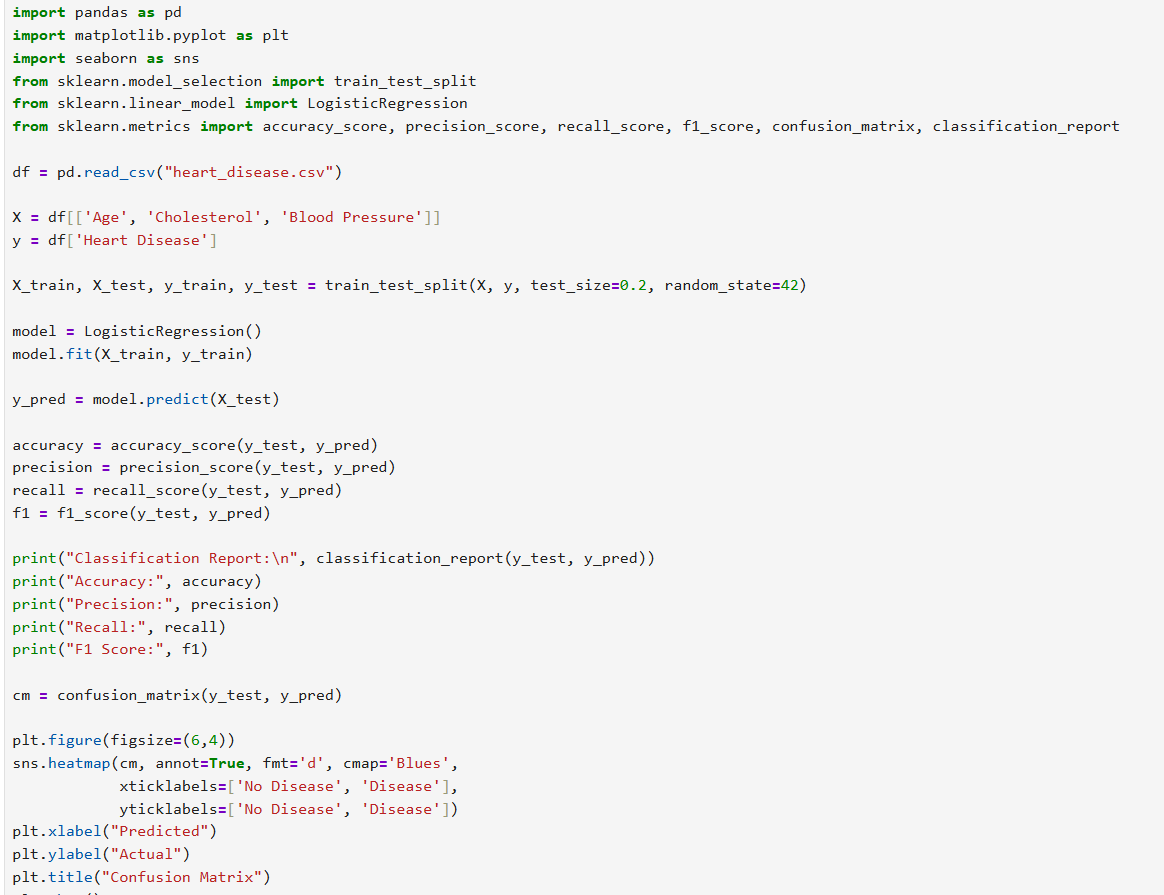 import pandas as pd
import matplotlib.pyplot as plt
import seaborn as sns
from sklearn.model_selection import train_test_split
from sklearn.linear_model import LogisticRegression
from sklearn.metrics import accuracy_score, precision_score, recall_score, f1_score, confusion_matrix, classification_report

df = pd.read_csv("heart_disease.csv")

X = df[['Age', 'Cholesterol', 'Blood Pressure']]
y = df['Heart Disease']

X_train, X_test, y_train, y_test = train_test_split(X, y, test_size=0.2, random_state=42)

model = LogisticRegression()
model.fit(X_train, y_train)

y_pred = model.predict(X_test)

accuracy = accuracy_score(y_test, y_pred)
precision = precision_score(y_test, y_pred)
recall = recall_score(y_test, y_pred)
f1 = f1_score(y_test, y_pred)

print("Classification Report:\n", classification_report(y_test, y_pred))
print("Accuracy:", accuracy)
print("Precision:", precision)
print("Recall:", recall)
print("F1 Score:", f1)

cm = confusion_matrix(y_test, y_pred)

plt.figure(figsize=(6,4))
sns.heatmap(cm, annot=True, fmt='d', cmap='Blues',
            xticklabels=['No Disease', 'Disease'],
            yticklabels=['No Disease', 'Disease'])
plt.xlabel("Predicted")
plt.ylabel("Actual")
plt.title("Confusion Matrix")